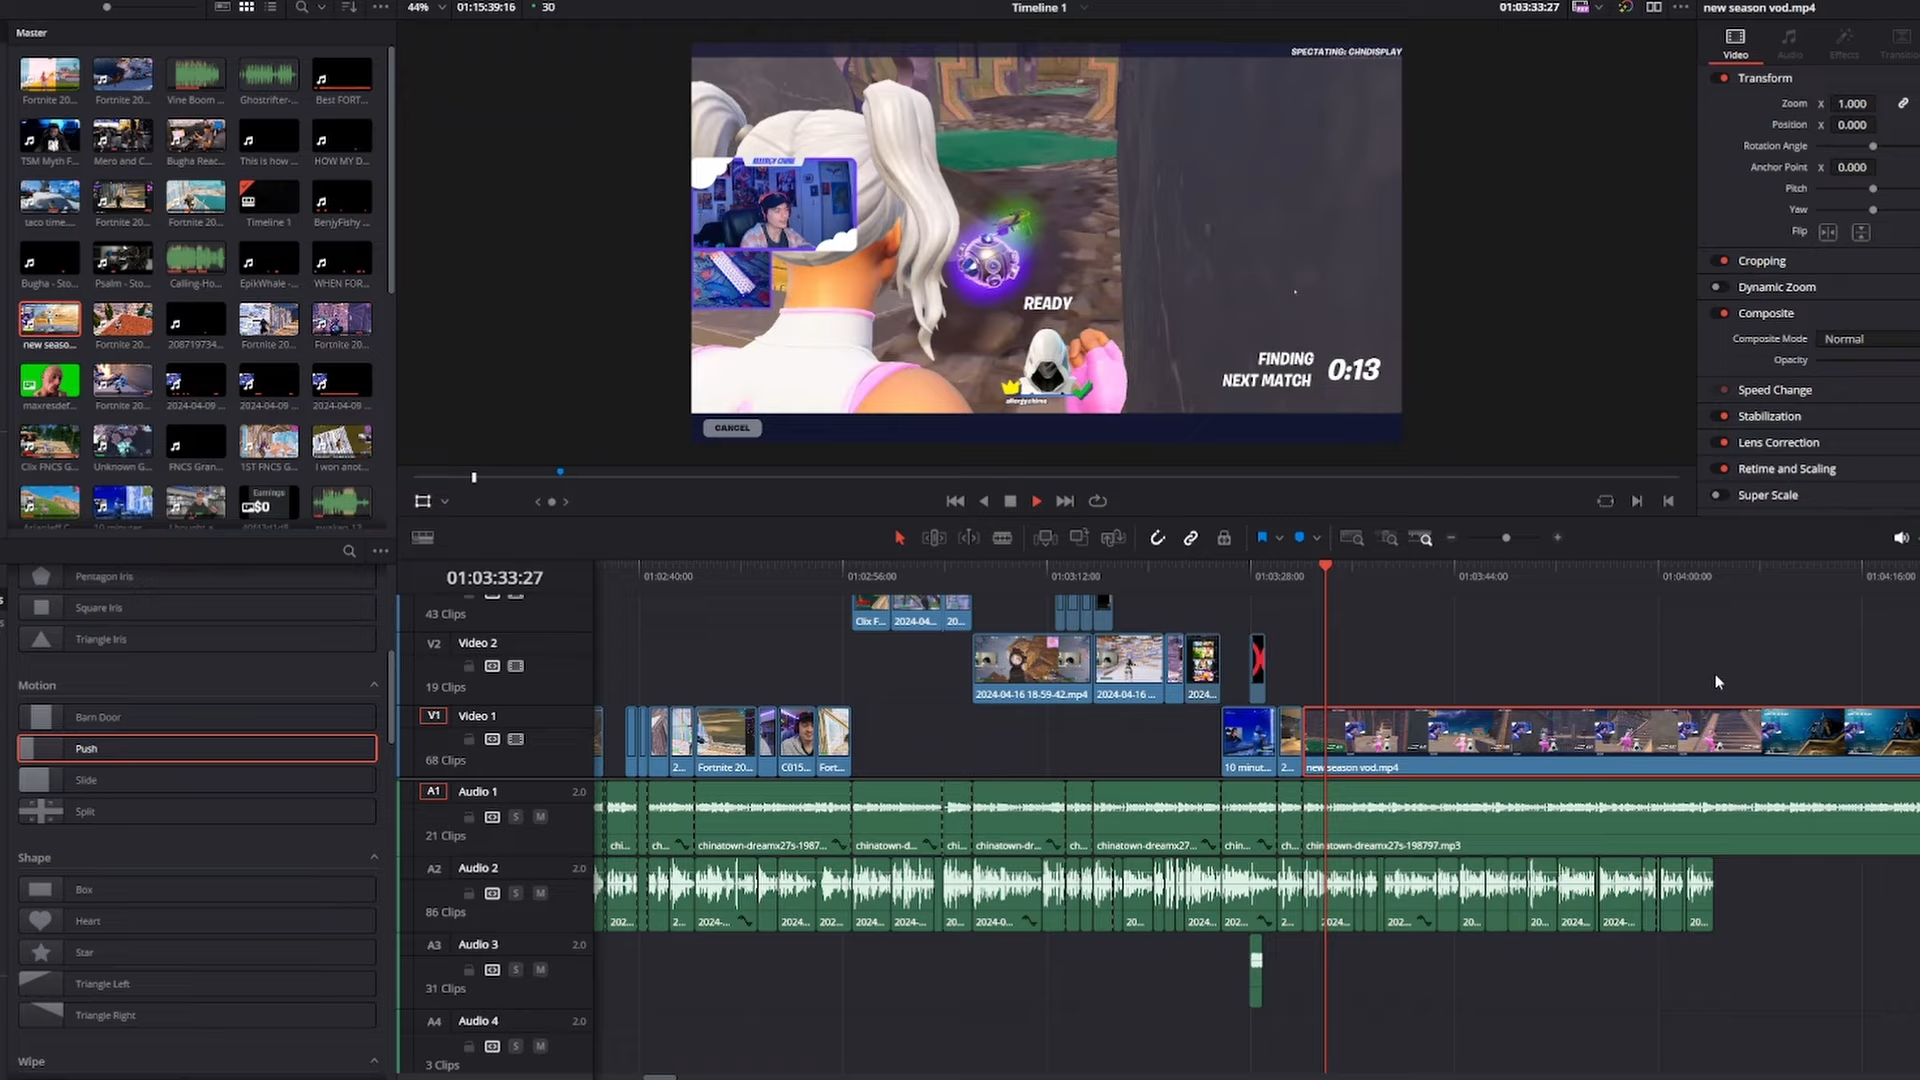 44%
01:15:39:16
30
Timeline 1
01:03:33:27
new season vod.mp4
Master
Video
Audio
Effects
Fortnite 20...
Fortnite 20...
Vine Boom ...
Ghostrifter-...
Best FORT...
TSM Myth F...
Mero and C...
Bugha Reac...
This is how ...
HOW MY D...
taco time....
Fortnite 20...
Fortnite 20...
Timeline 1
BenjyFishy ...
Bugha - Sto...
Psalm - Sto...
Calling-Ho...
EpikWhale -...
WHEN FOR...
new seaso...
Fortnite 20...
208719734...
Fortnite 20...
Fortnite 20...
maxresdef...
Fortnite 20...
2024-04-09 ...
2024-04-09 ...
2024-04-09 ...
Clix FNCS G...
Unknown G...
FNCS Gran...
1ST FNCS G...
I won anot...
Earnings
$0
SPECTATING: CHNDISPLAY
READY
FINDING
NEXT MATCH
0:13
allergychime
CANCEL
Transform
Zoom X 1.000
Position X 0.000
Rotation Angle
Anchor Point X 0.000
Pitch
Yaw
Flip
Cropping
Dynamic Zoom
Composite
Composite Mode Normal
Opacity
Speed Change
Stabilization
Lens Correction
Retime and Scaling
Super Scale
Pentagon Iris
Square Iris
Triangle Iris
Motion
Barn Door
Push
Slide
Split
Shape
Box
Heart
Star
Triangle Left
Triangle Right
Wipe
01:03:33:27
01:02:40:00
01:02:56:00
01:03:12:00
01:03:28:00
01:03:44:00
01:04:00:00
01:04:16:00
43 Clips
Clix F...
2024-04...
20...
V2 Video 2
19 Clips
2024-04-16 18-59-42.mp4
2024-04-16 ...
2024...
V1 Video 1
68 Clips
2...
Fortnite 20...
C015...
Fort...
10 minut...
2...
new season vod.mp4
A1 Audio 1 2.0
S M
21 Clips
chi...
ch...
chinatown-dreamx27s-1987...
chinatown-d...
chi...
chinatown-dr...
ch...
chinatown-dreamx27...
chin...
ch...
chinatown-dreamx27s-198797.mp3
A2 Audio 2 2.0
S M
86 Clips
202...
2...
2024-...
2024...
202...
2024...
2024-...
20...
2024-0...
20...
2024...
202...
2...
2024...
202...
20...
20...
2024...
2024-...
20...
A3 Audio 3 2.0
S M
31 Clips
A4 Audio 4 2.0
S M
3 Clips